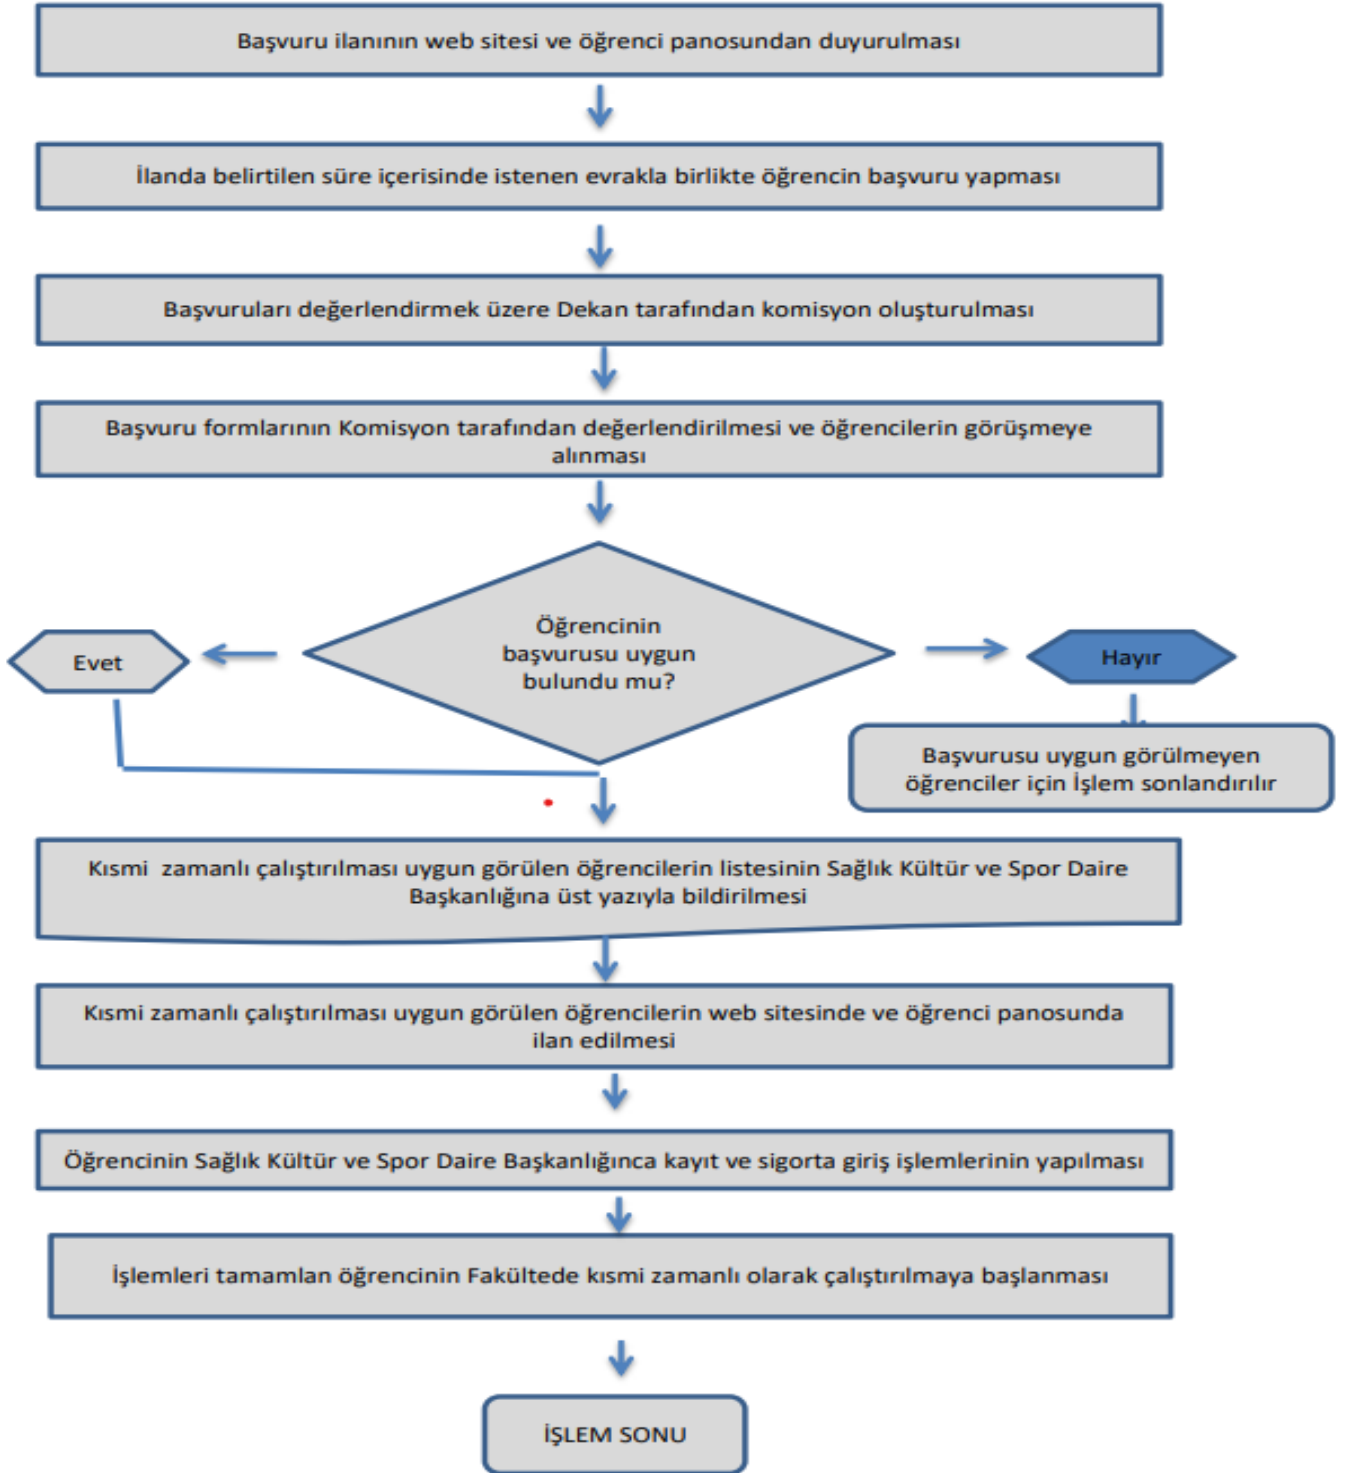 Başvuru ilanının web sitesi ve öğrenci panosundan duyurulması
İlanda belirtilen süre içerisinde istenen evrakla birlikte öğrencin başvuru yapması
Başvuruları değerlendirmek üzere Dekan tarafından komisyon oluşturulması
Başvuru formlarının Komisyon tarafından değerlendirilmesi ve öğrencilerin görüşmeye
alınması
Öğrencinin
başvurusu uygun
bulundu mu?
Evet
Hayır
Başvurusu uygun görülmeyen
öğrenciler için İşlem sonlandırılır
Kısmi  zamanlı çalıştırılması uygun görülen öğrencilerin listesinin Sağlık Kültür ve Spor Daire
Başkanlığına üst yazıyla bildirilmesi
Kısmi zamanlı çalıştırılması uygun görülen öğrencilerin web sitesinde ve öğrenci panosunda
ilan edilmesi
Öğrencinin Sağlık Kültür ve Spor Daire Başkanlığınca kayıt ve sigorta giriş işlemlerinin yapılması
İşlemleri tamamlan öğrencinin Fakültede kısmi zamanlı olarak çalıştırılmaya başlanması
İŞLEM SONU